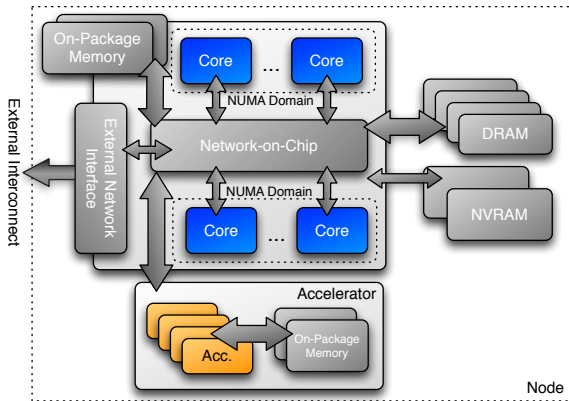 On-Package
Memory
Core
...
Core
NUMA Domain
External Interconnect
External Network
Interface
Network-on-Chip
DRAM
NUMA Domain
Core
...
Core
NVRAM
Accelerator
Acc.
On-Package
Memory
Node